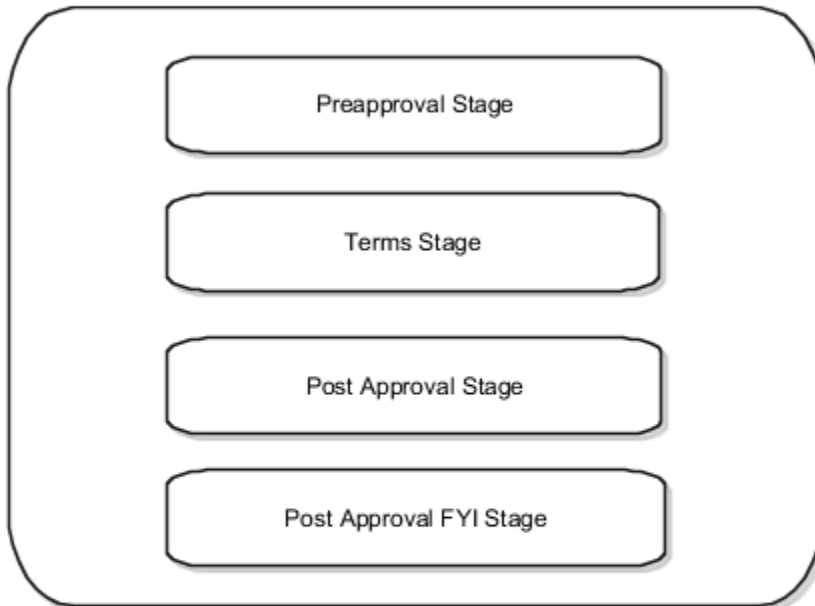 Preapproval Stage
Terms Stage
Post Approval Stage
Post Approval FYI Stage